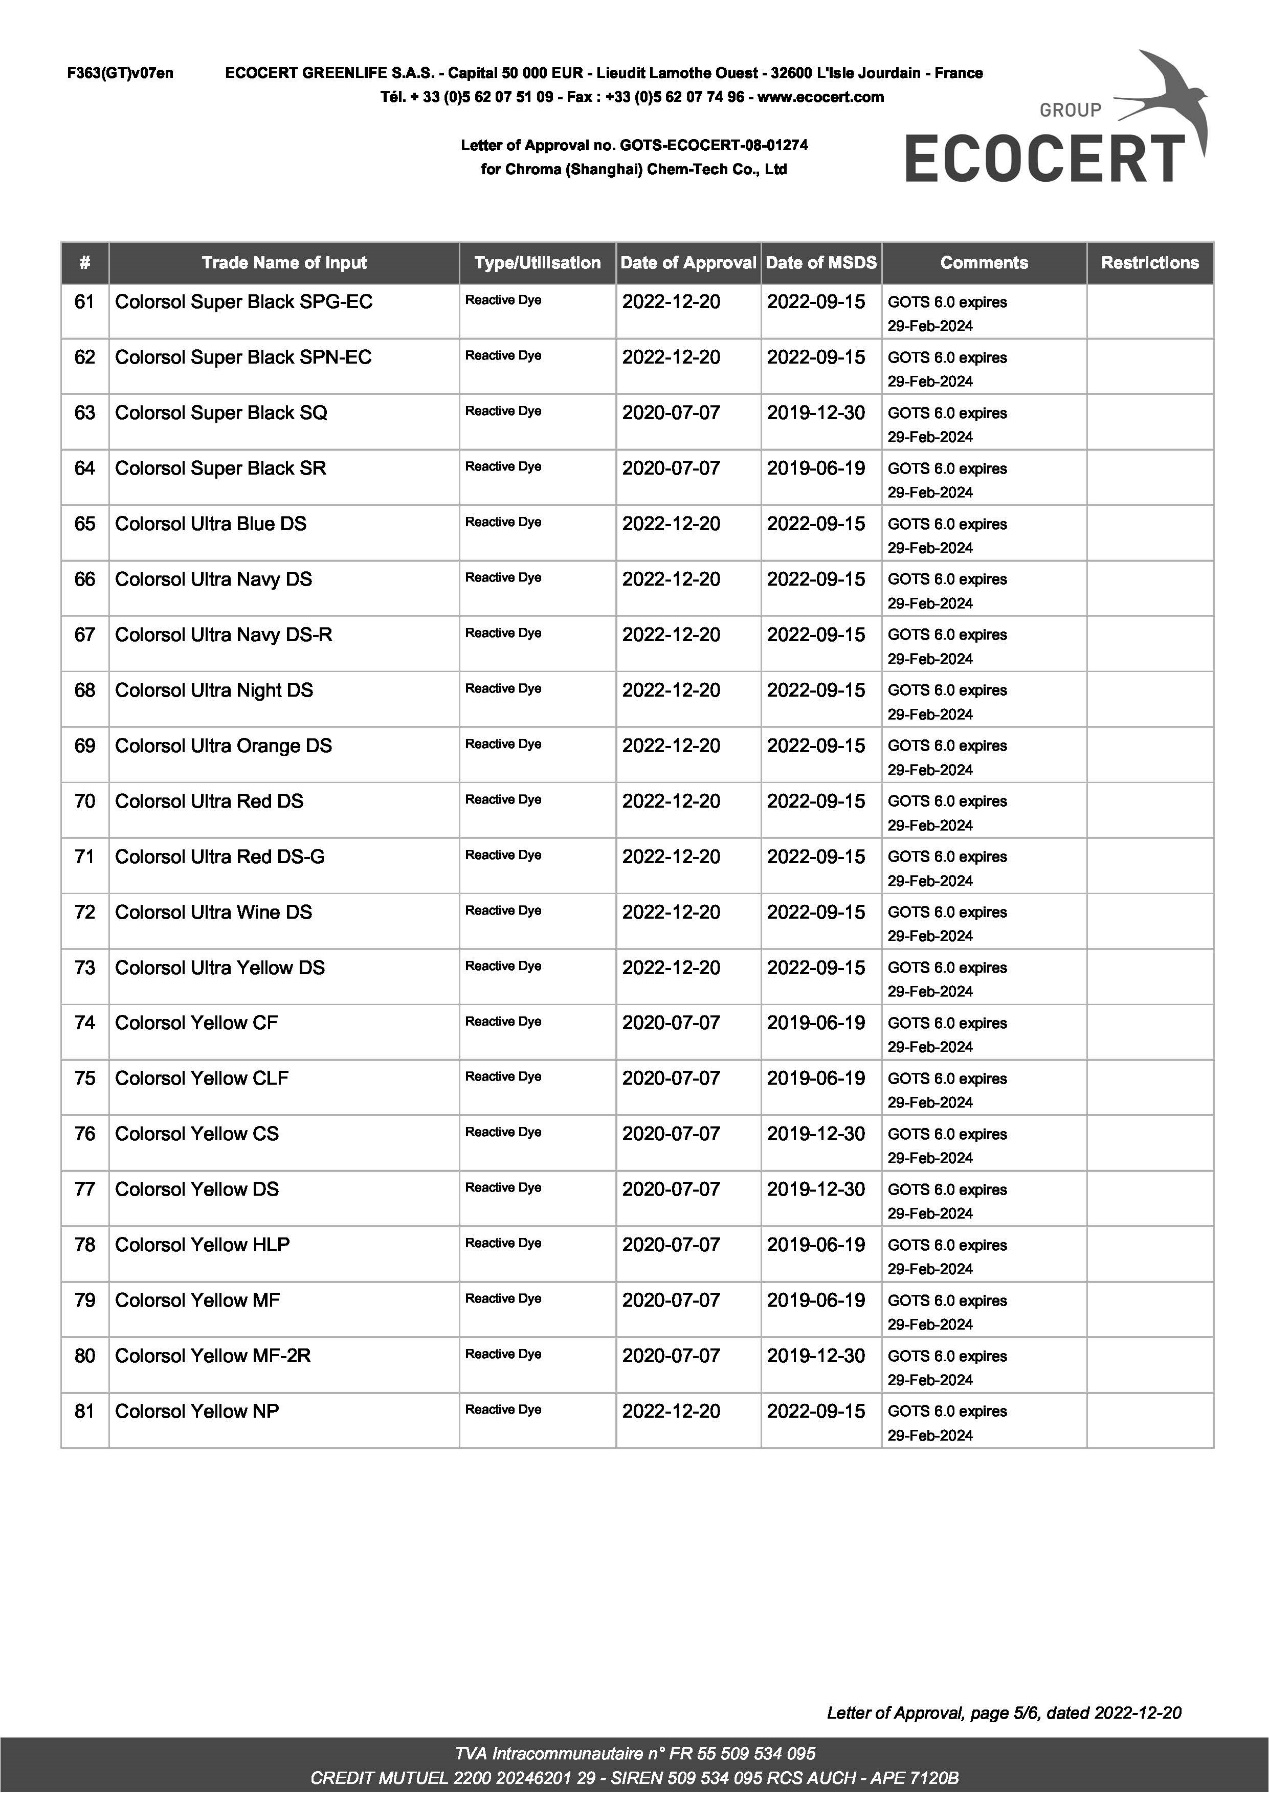 F363(GT)v07en ECOCERT GREENLIFE S.A.S. - Capital 50 000 EUR - Lieudit Lamothe Ouest - 32600 L'Isle Jourdain - France
Tél. + 33 (0)5 62 07 51 09 - Fax : +33 (0)5 62 07 74 96 - www.ecocert.com
GROUP
ECOCERT
Letter of Approval no. GOTS-ECOCERT-08-01274
for Chroma (Shanghai) Chem-Tech Co., Ltd
# Trade Name of Input Type/Utilisation Date of Approval Date of MSDS Comments Restrictions
61 Colorsol Super Black SPG-EC Reactive Dye 2022-12-20 2022-09-15 GOTS 6.0 expires
29-Feb-2024
62 Colorsol Super Black SPN-EC Reactive Dye 2022-12-20 2022-09-15 GOTS 6.0 expires
29-Feb-2024
63 Colorsol Super Black SQ Reactive Dye 2020-07-07 2019-12-30 GOTS 6.0 expires
29-Feb-2024
64 Colorsol Super Black SR Reactive Dye 2020-07-07 2019-06-19 GOTS 6.0 expires
29-Feb-2024
65 Colorsol Ultra Blue DS Reactive Dye 2022-12-20 2022-09-15 GOTS 6.0 expires
29-Feb-2024
66 Colorsol Ultra Navy DS Reactive Dye 2022-12-20 2022-09-15 GOTS 6.0 expires
29-Feb-2024
67 Colorsol Ultra Navy DS-R Reactive Dye 2022-12-20 2022-09-15 GOTS 6.0 expires
29-Feb-2024
68 Colorsol Ultra Night DS Reactive Dye 2022-12-20 2022-09-15 GOTS 6.0 expires
29-Feb-2024
69 Colorsol Ultra Orange DS Reactive Dye 2022-12-20 2022-09-15 GOTS 6.0 expires
29-Feb-2024
70 Colorsol Ultra Red DS Reactive Dye 2022-12-20 2022-09-15 GOTS 6.0 expires
29-Feb-2024
71 Colorsol Ultra Red DS-G Reactive Dye 2022-12-20 2022-09-15 GOTS 6.0 expires
29-Feb-2024
72 Colorsol Ultra Wine DS Reactive Dye 2022-12-20 2022-09-15 GOTS 6.0 expires
29-Feb-2024
73 Colorsol Ultra Yellow DS Reactive Dye 2022-12-20 2022-09-15 GOTS 6.0 expires
29-Feb-2024
74 Colorsol Yellow CF Reactive Dye 2020-07-07 2019-06-19 GOTS 6.0 expires
29-Feb-2024
75 Colorsol Yellow CLF Reactive Dye 2020-07-07 2019-06-19 GOTS 6.0 expires
29-Feb-2024
76 Colorsol Yellow CS Reactive Dye 2020-07-07 2019-12-30 GOTS 6.0 expires
29-Feb-2024
77 Colorsol Yellow DS Reactive Dye 2020-07-07 2019-12-30 GOTS 6.0 expires
29-Feb-2024
78 Colorsol Yellow HLP Reactive Dye 2020-07-07 2019-06-19 GOTS 6.0 expires
29-Feb-2024
79 Colorsol Yellow MF Reactive Dye 2020-07-07 2019-06-19 GOTS 6.0 expires
29-Feb-2024
80 Colorsol Yellow MF-2R Reactive Dye 2020-07-07 2019-12-30 GOTS 6.0 expires
29-Feb-2024
81 Colorsol Yellow NP Reactive Dye 2022-12-20 2022-09-15 GOTS 6.0 expires
29-Feb-2024
Letter of Approval, page 5/6, dated 2022-12-20
TVA Intracommunautaire n° FR 55 509 534 095
CREDIT MUTUEL 2200 20246201 29 - SIREN 509 534 095 RCS AUCH - APE 7120B